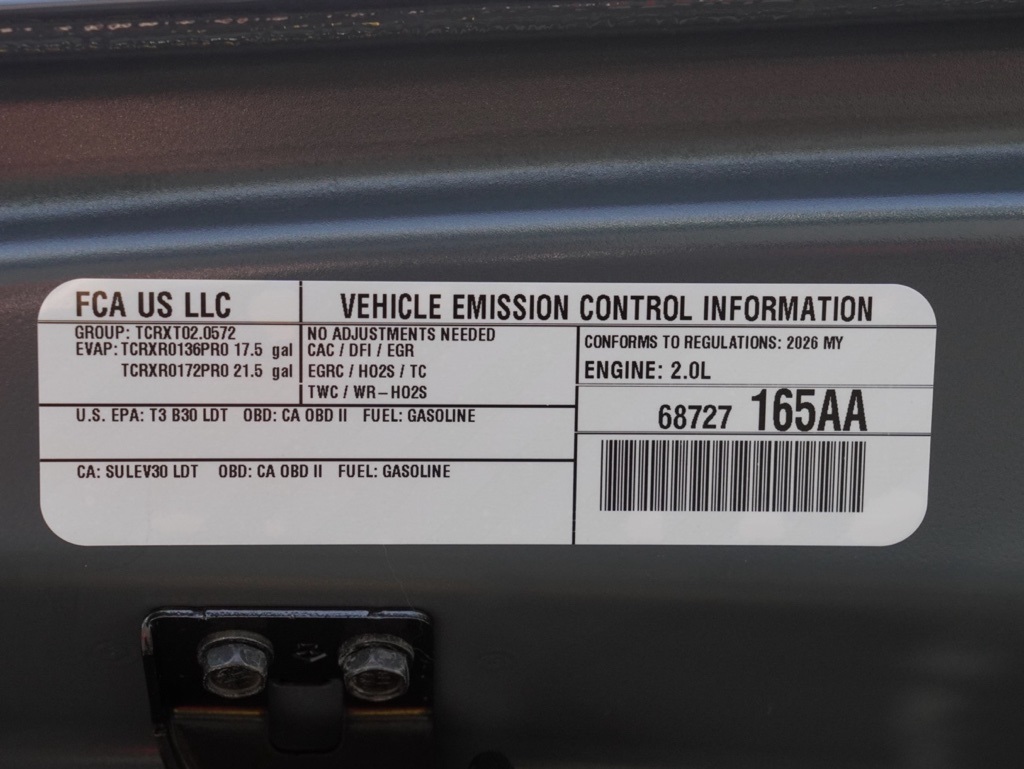 FCA US LLC
VEHICLE EMISSION CONTROL INFORMATION
GROUP: TCRXT02.0572
EVAP: TCRXR0136PR0 17.5 gal
TCRXR0172PR0 21.5 gal
NO ADJUSTMENTS NEEDED
CAC / DFI / EGR
EGRC / HO2S / TC
TWC / WR-HO2S
CONFORMS TO REGULATIONS: 2026 MY
ENGINE: 2.0L
68727 165AA
U.S. EPA: T3 B30 LDT OBD: CA OBD II FUEL: GASOLINE
CA: SULEV30 LDT OBD: CA OBD II FUEL: GASOLINE